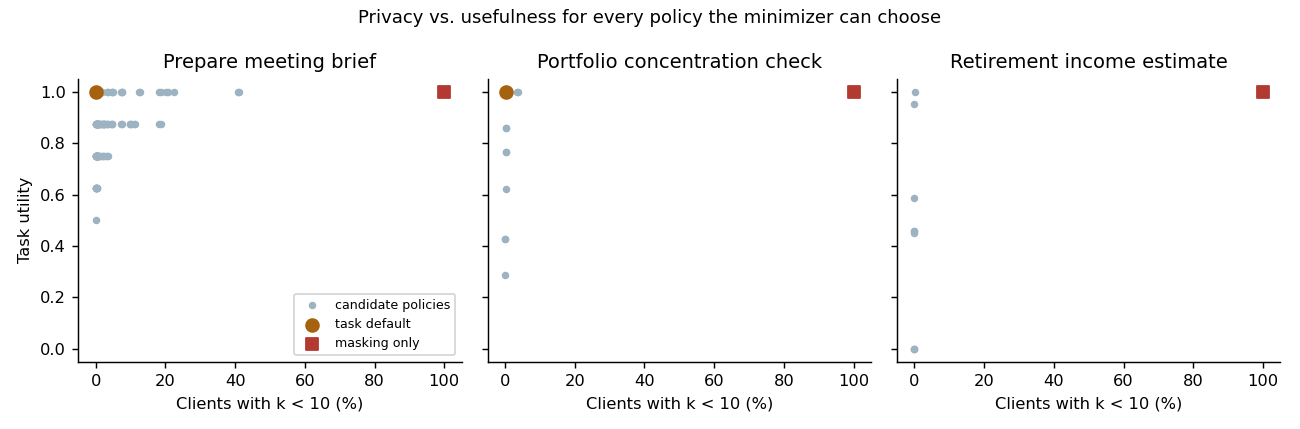 Privacy vs. usefulness for every policy the minimizer can choose
Prepare meeting brief
Portfolio concentration check
Retirement income estimate
Task utility
1.0
0.8
0.6
0.4
0.2
0.0
candidate policies
task default
masking only
0 20 40 60 80 100
0 20 40 60 80 100
0 20 40 60 80 100
Clients with k < 10 (%)
Clients with k < 10 (%)
Clients with k < 10 (%)